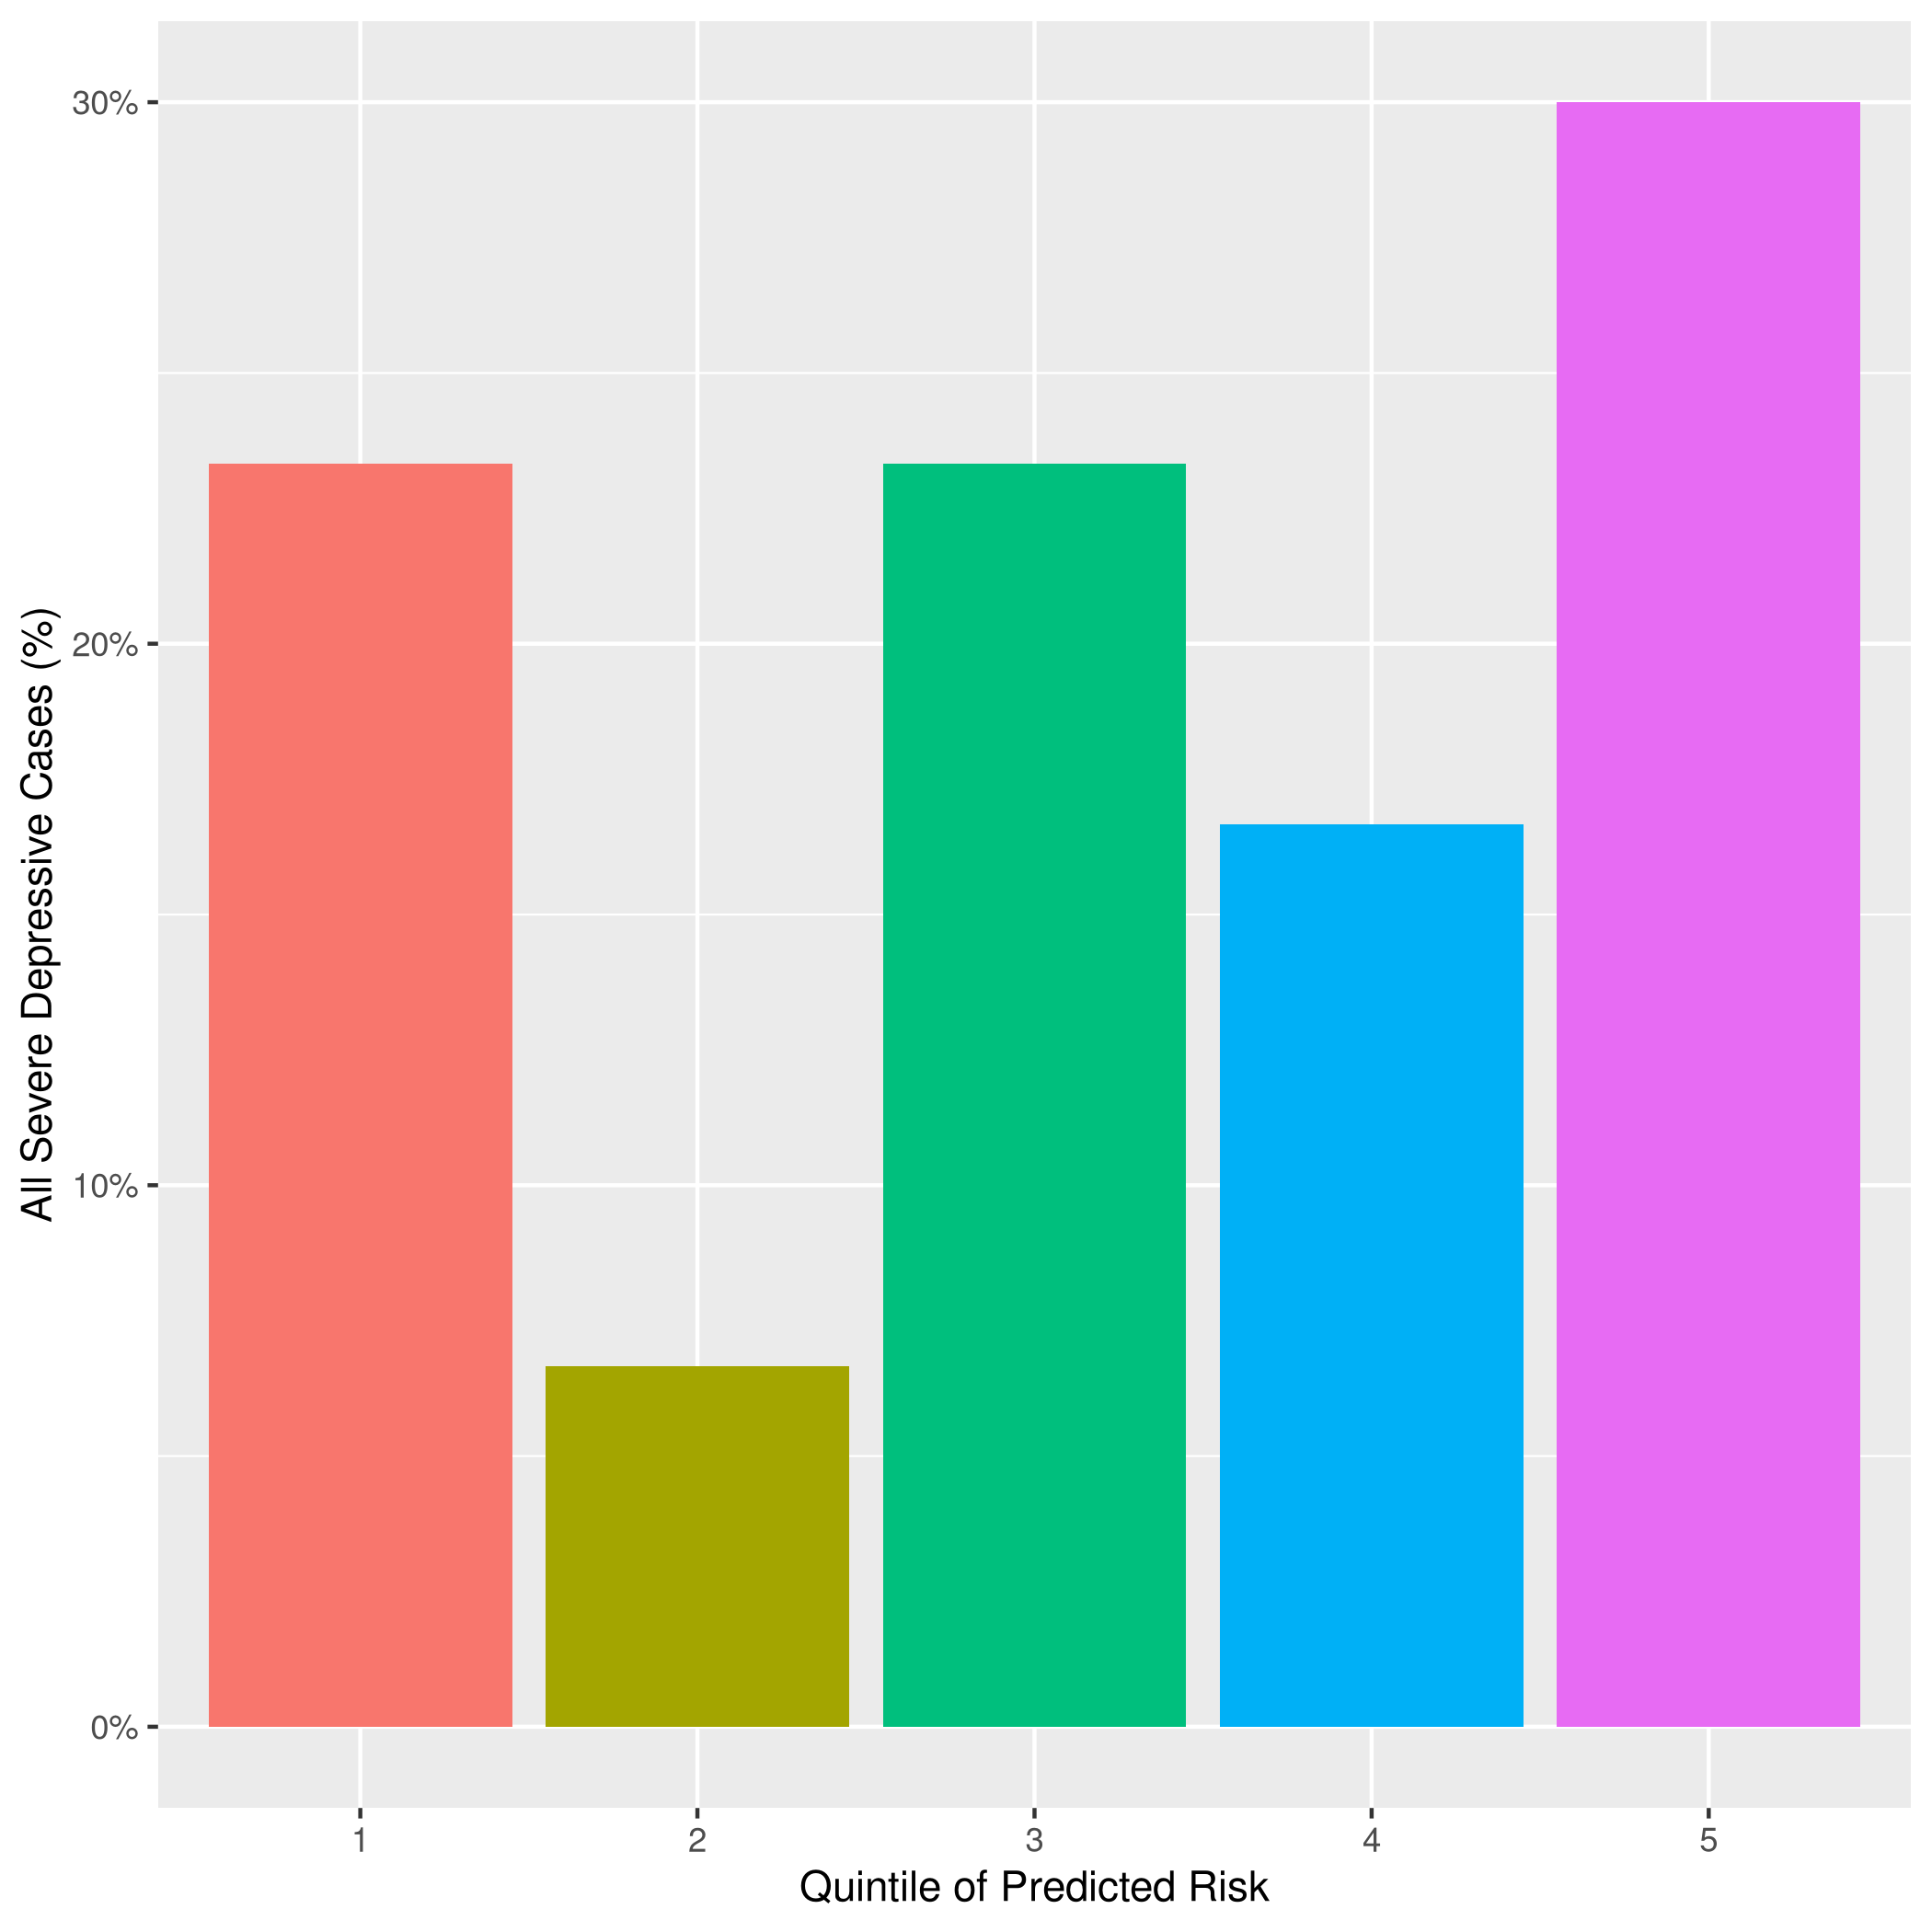 All Severe Depressive Cases (%)
30%
20%
10%
0%
1 2 3 4 5
Quintile of Predicted Risk